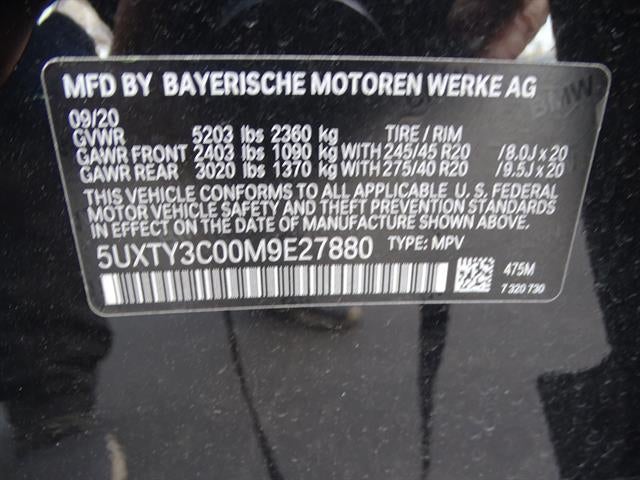 MFD BY BAYERISCHE MOTOREN WERKE AG
09/20
GVWR 5203 lbs 2360 kg TIRE / RIM
GAWR FRONT 2403 lbs 1090 kg WITH 245/45 R20 /8.0J x 20
GAWR REAR 3020 lbs 1370 kg WITH 275/40 R20 /9.5J x 20
THIS VEHICLE CONFORMS TO ALL APPLICABLE U. S. FEDERAL
MOTOR VEHICLE SAFETY AND THEFT PREVENTION STANDARDS
IN EFFECT ON THE DATE OF MANUFACTURE SHOWN ABOVE.
5UXTY3C00M9E27880 TYPE: MPV
475M
7 320 730
BMW